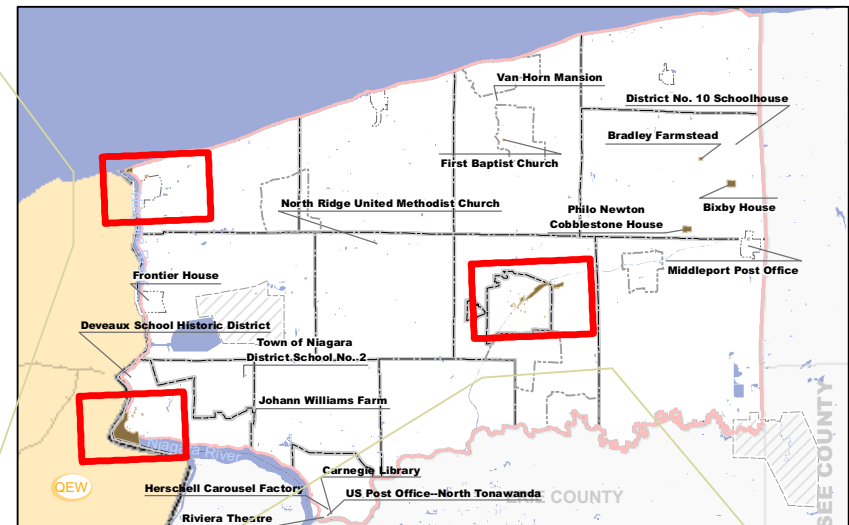 Van Horn Mansion
District No. 10 Schoolhouse
Bradley Farmstead
First Baptist Church
North Ridge United Methodist Church
Philo Newton
Cobblestone House
Bixby House
Middleport Post Office
Frontier House
Deveaux School Historic District
Town of Niagara
District School No. 2
Johann Williams Farm
Niagara River
Carnegie Library
QEW
Herschell Carousel Factory
US Post Office--North Tonawanda
ERIE COUNTY
Riviera Theatre
SEE COUNTY